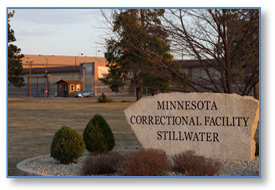 MINNESOTA
CORRECTIONAL FACILITY
STILLWATER